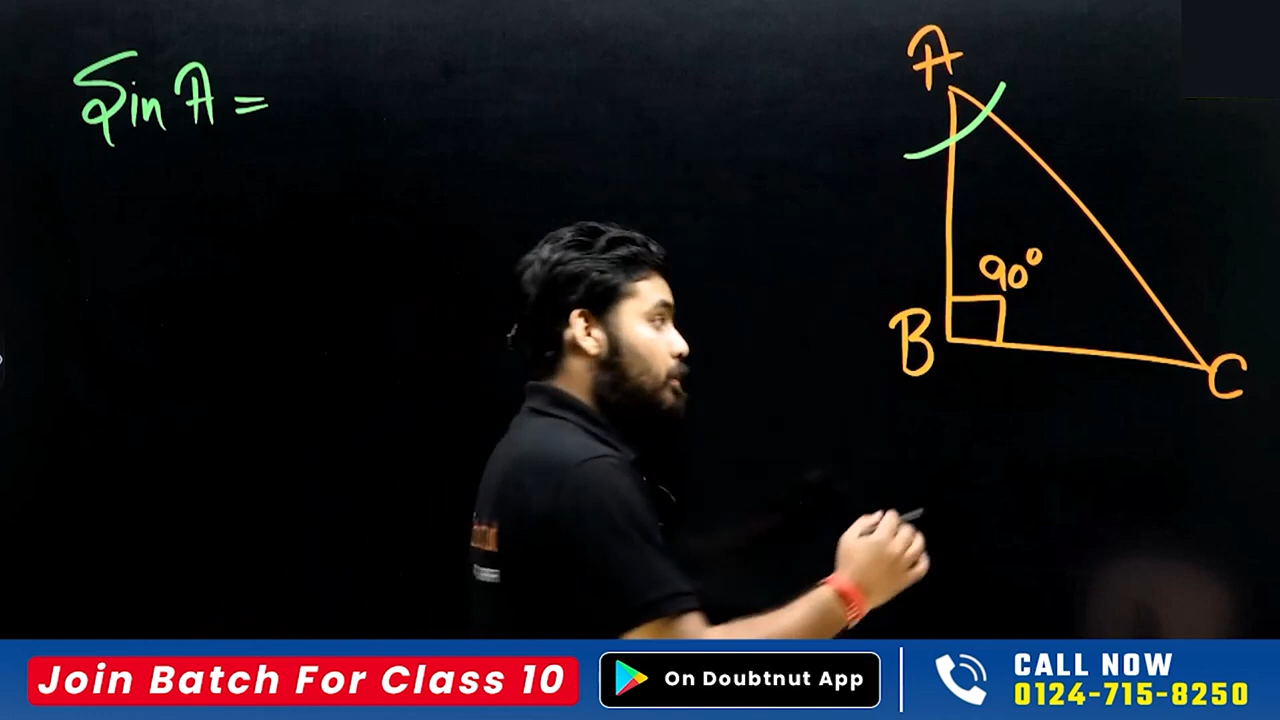 Sin A =
A
90°
B
C
Join Batch For Class 10
On Doubtnut App
CALL NOW
0124-715-8250